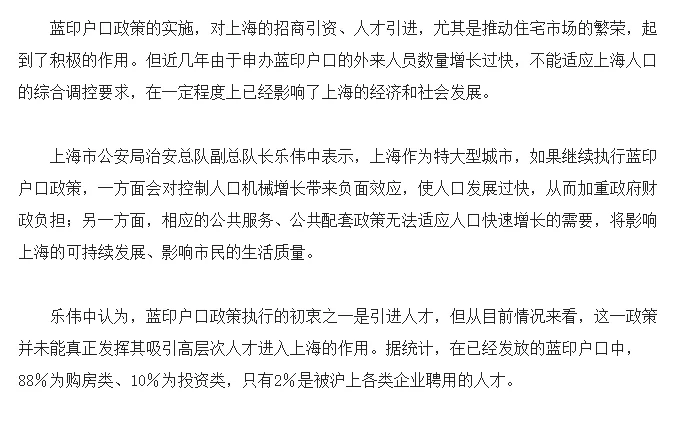 蓝印户口政策的实施，对上海的招商引资、人才引进，尤其是推动住宅市场的繁荣，起
到了积极的作用。但近几年由于申办蓝印户口的外来人员数量增长过快，不能适应上海人口
的综合调控要求，在一定程度上已经影响了上海的经济和社会发展。
上海市公安局治安总队副总队长乐伟中表示，上海作为特大型城市，如果继续执行蓝印
户口政策，一方面会对控制人口机械增长带来负面效应，使人口发展过快，从而加重政府财
政负担；另一方面，相应的公共服务、公共配套政策无法适应人口快速增长的需要，将影响
上海的可持续发展、影响市民的生活质量。
乐伟中认为，蓝印户口政策执行的初衷之一是引进人才，但从目前情况来看，这一政策
并未能真正发挥其吸引高层次人才进入上海的作用。据统计，在已经发放的蓝印户口中，
88％为购房类、10％为投资类，只有2％是被沪上各类企业聘用的人才。